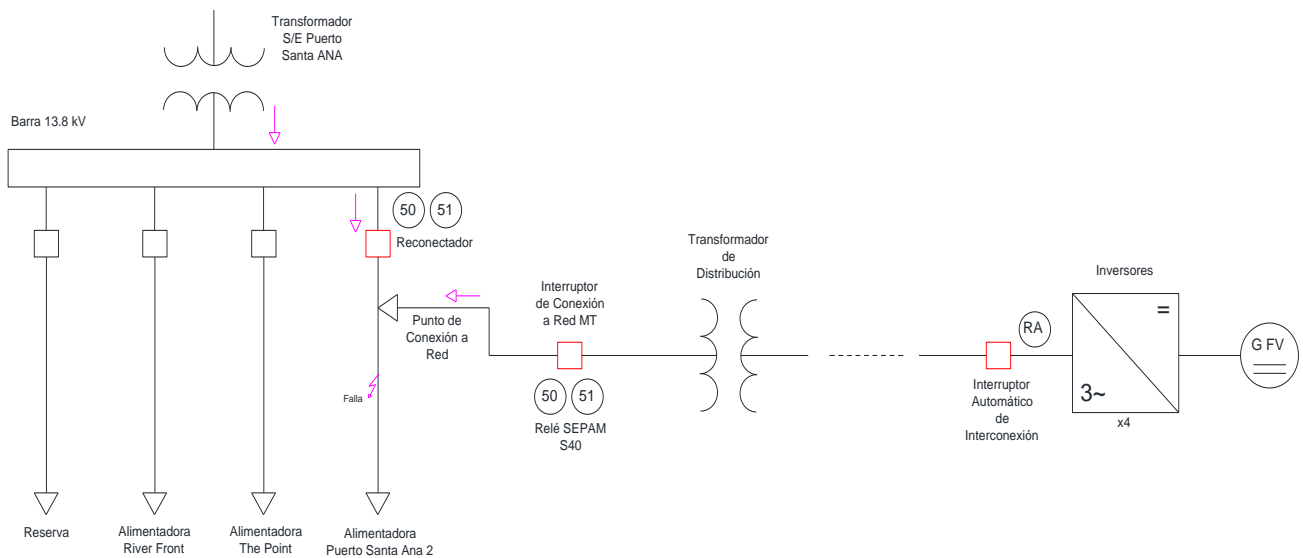 Transformador
S/E Puerto
Santa ANA
Barra 13.8 kV
50
51
Reconectador
Punto de
Conexión a
Red
Falla
Interruptor
de Conexión
a Red MT
50
51
Relé SEPAM
S40
Transformador
de
Distribución
RA
Interruptor
Automático
de
Interconexión
Inversores
=
3~
x4
G FV
Reserva
Alimentadora
River Front
Alimentadora
The Point
Alimentadora
Puerto Santa Ana 2